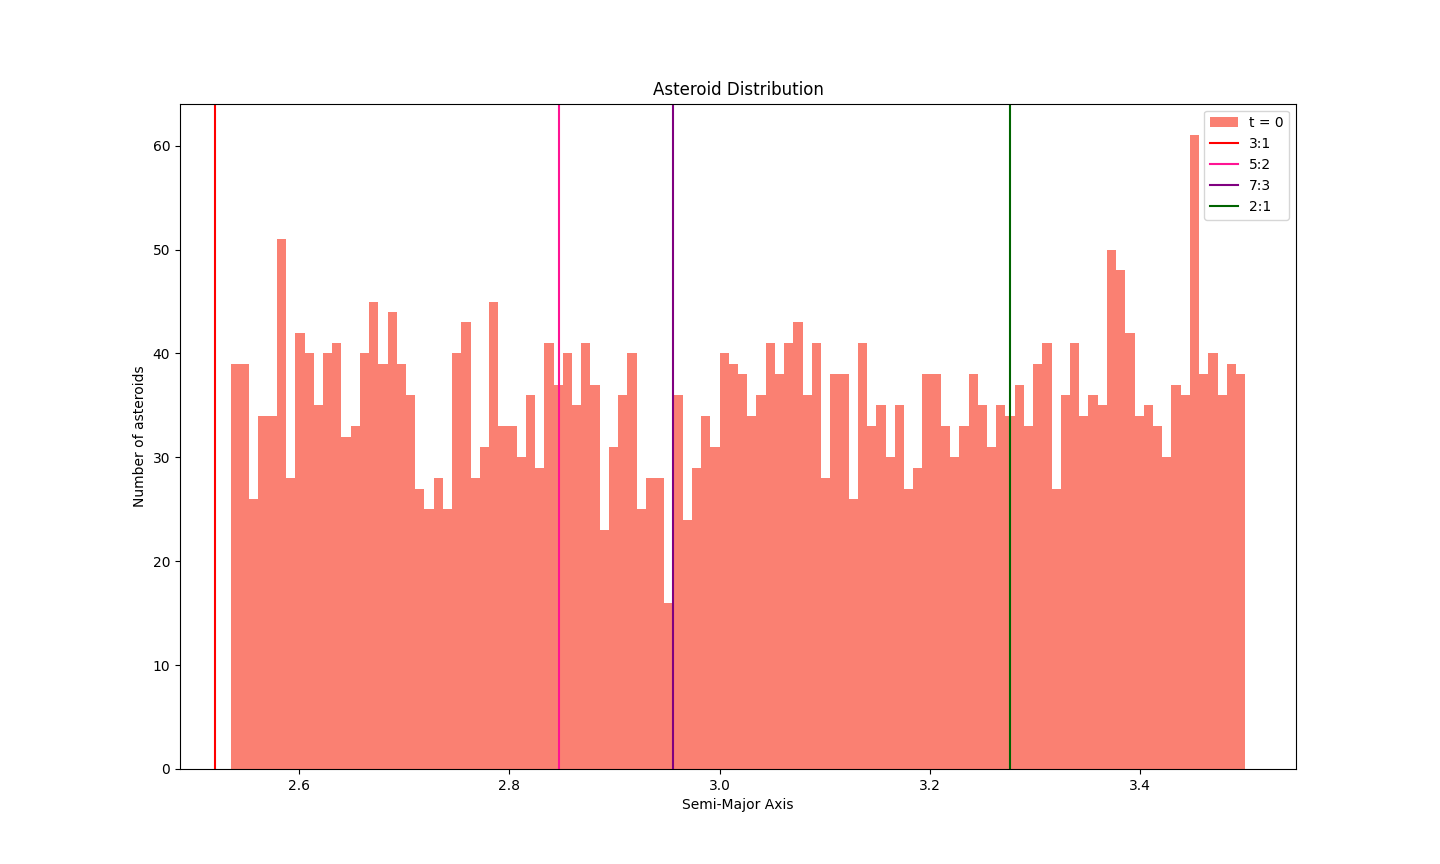 Asteroid Distribution
t = 0
3:1
5:2
7:3
2:1
Number of asteroids
60
50
40
30
20
10
0
2.6 2.8 3.0 3.2 3.4
Semi-Major Axis